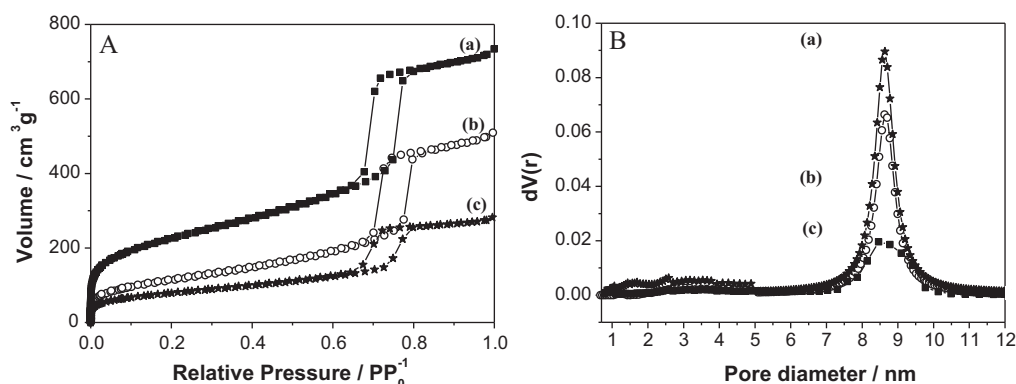 A
(a)
(b)
(c)
800
600
400
200
0
0.0 0.2 0.4 0.6 0.8 1.0
Volume / cm³g⁻¹
Relative Pressure / PP₀⁻¹
B
(a)
(b)
(c)
0.10
0.08
0.06
0.04
0.02
0.00
1 2 3 4 5 6 7 8 9 10 11 12
dV(r)
Pore diameter / nm